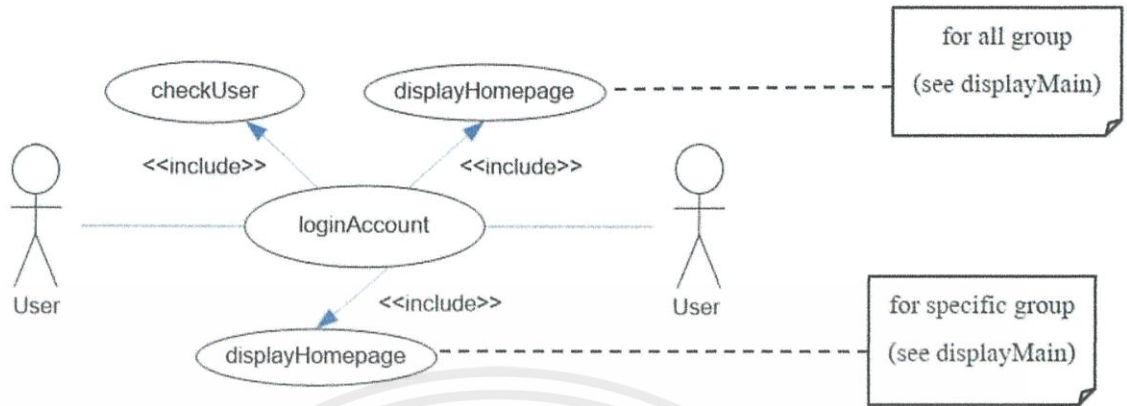 for all group
(see displayMain)
checkUser
displayHomepage
<<include>>
<<include>>
loginAccount
User
User
<<include>>
displayHomepage
for specific group
(see displayMain)